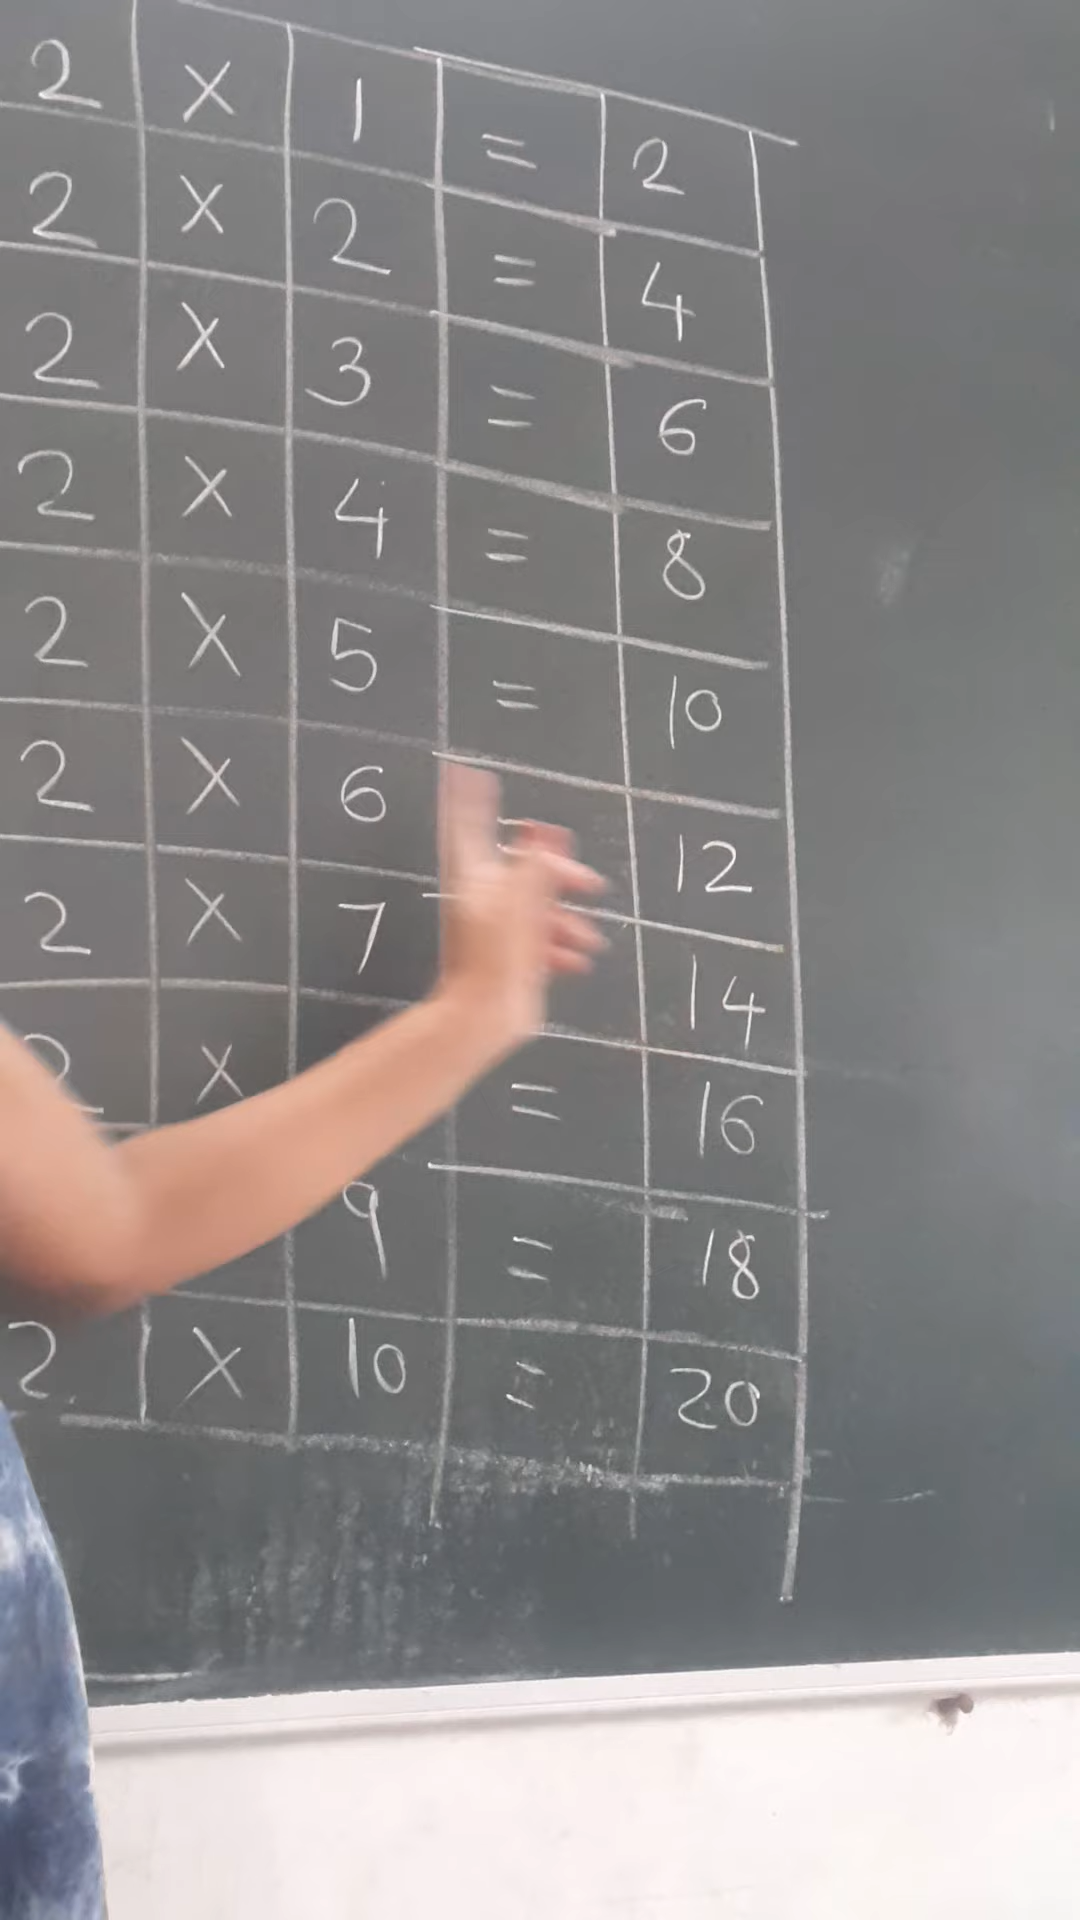 2 × 1 = 2
2 × 2 = 4
2 × 3 = 6
2 × 4 = 8
2 × 5 = 10
2 × 6 = 12
2 × 7 14
2 × = 16
9 = 18
2 × 10 = 20